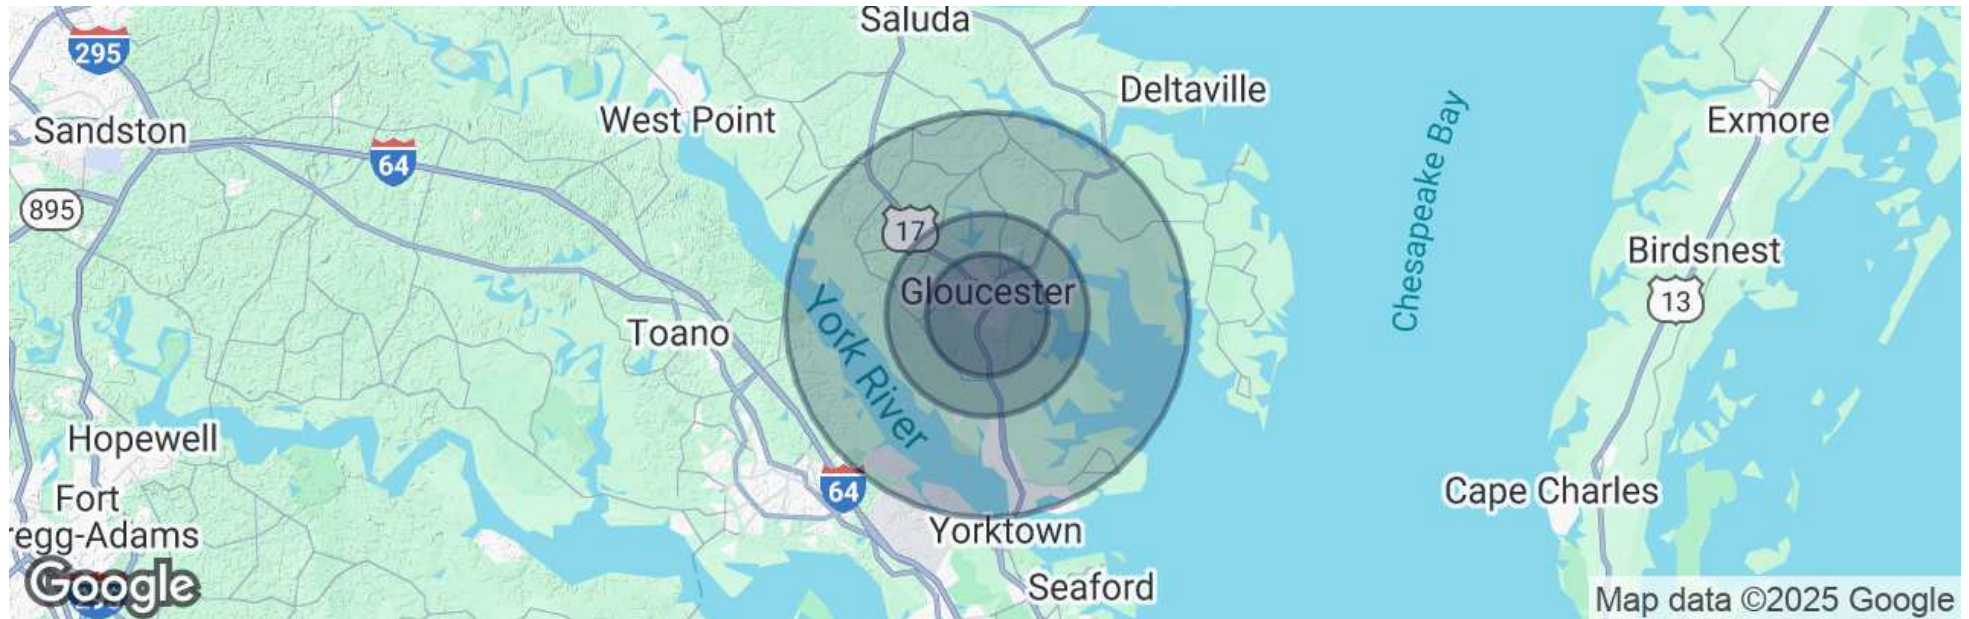 Saluda
295
Deltaville
West Point
Exmore
Sandston
64
895
17
Chesapeake Bay
Birdsnest
Gloucester
13
York River
Toano
Hopewell
64
Cape Charles
Fort
egg-Adams
Yorktown
Google
Seaford
Map data ©2025 Google